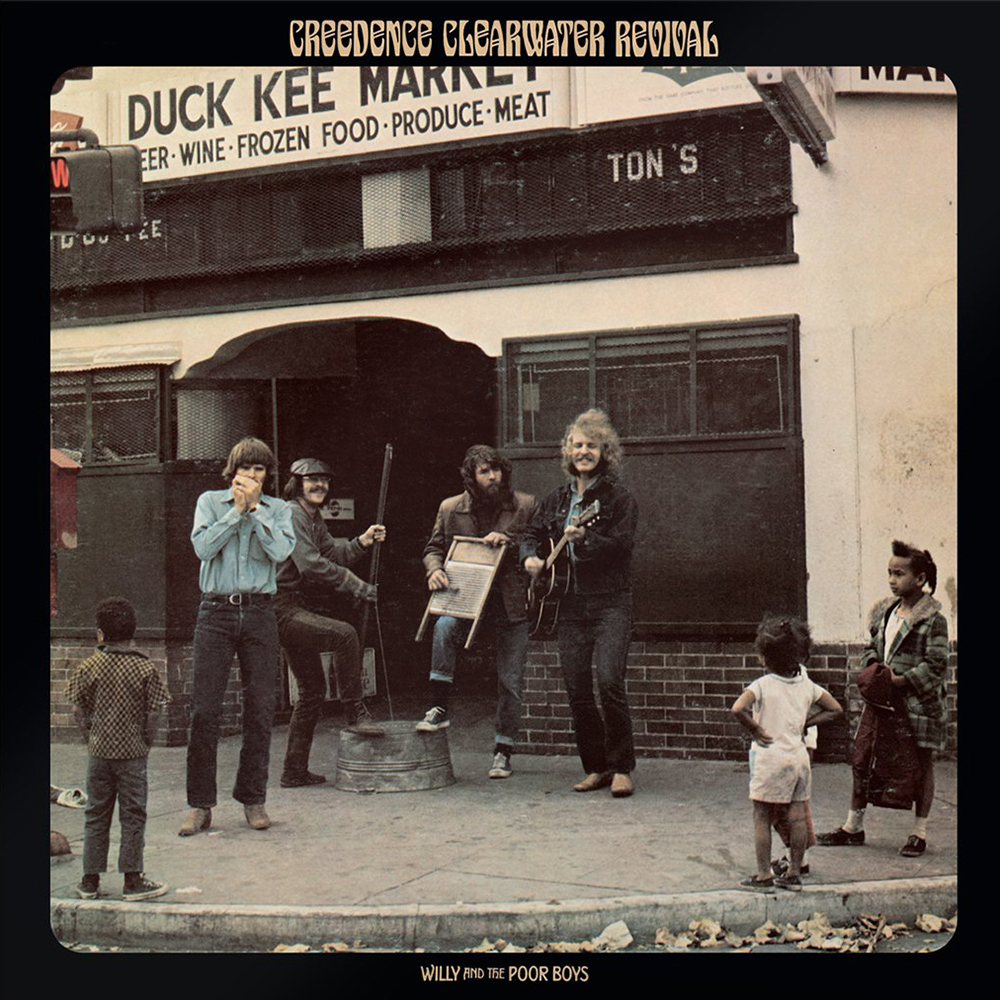 CREEDENCE CLEARWATER REVIVAL
DUCK KEE MARKET
EER·WINE·FROZEN FOOD·PRODUCE·MEAT
TON'S
WILLY AND THE POOR BOYS